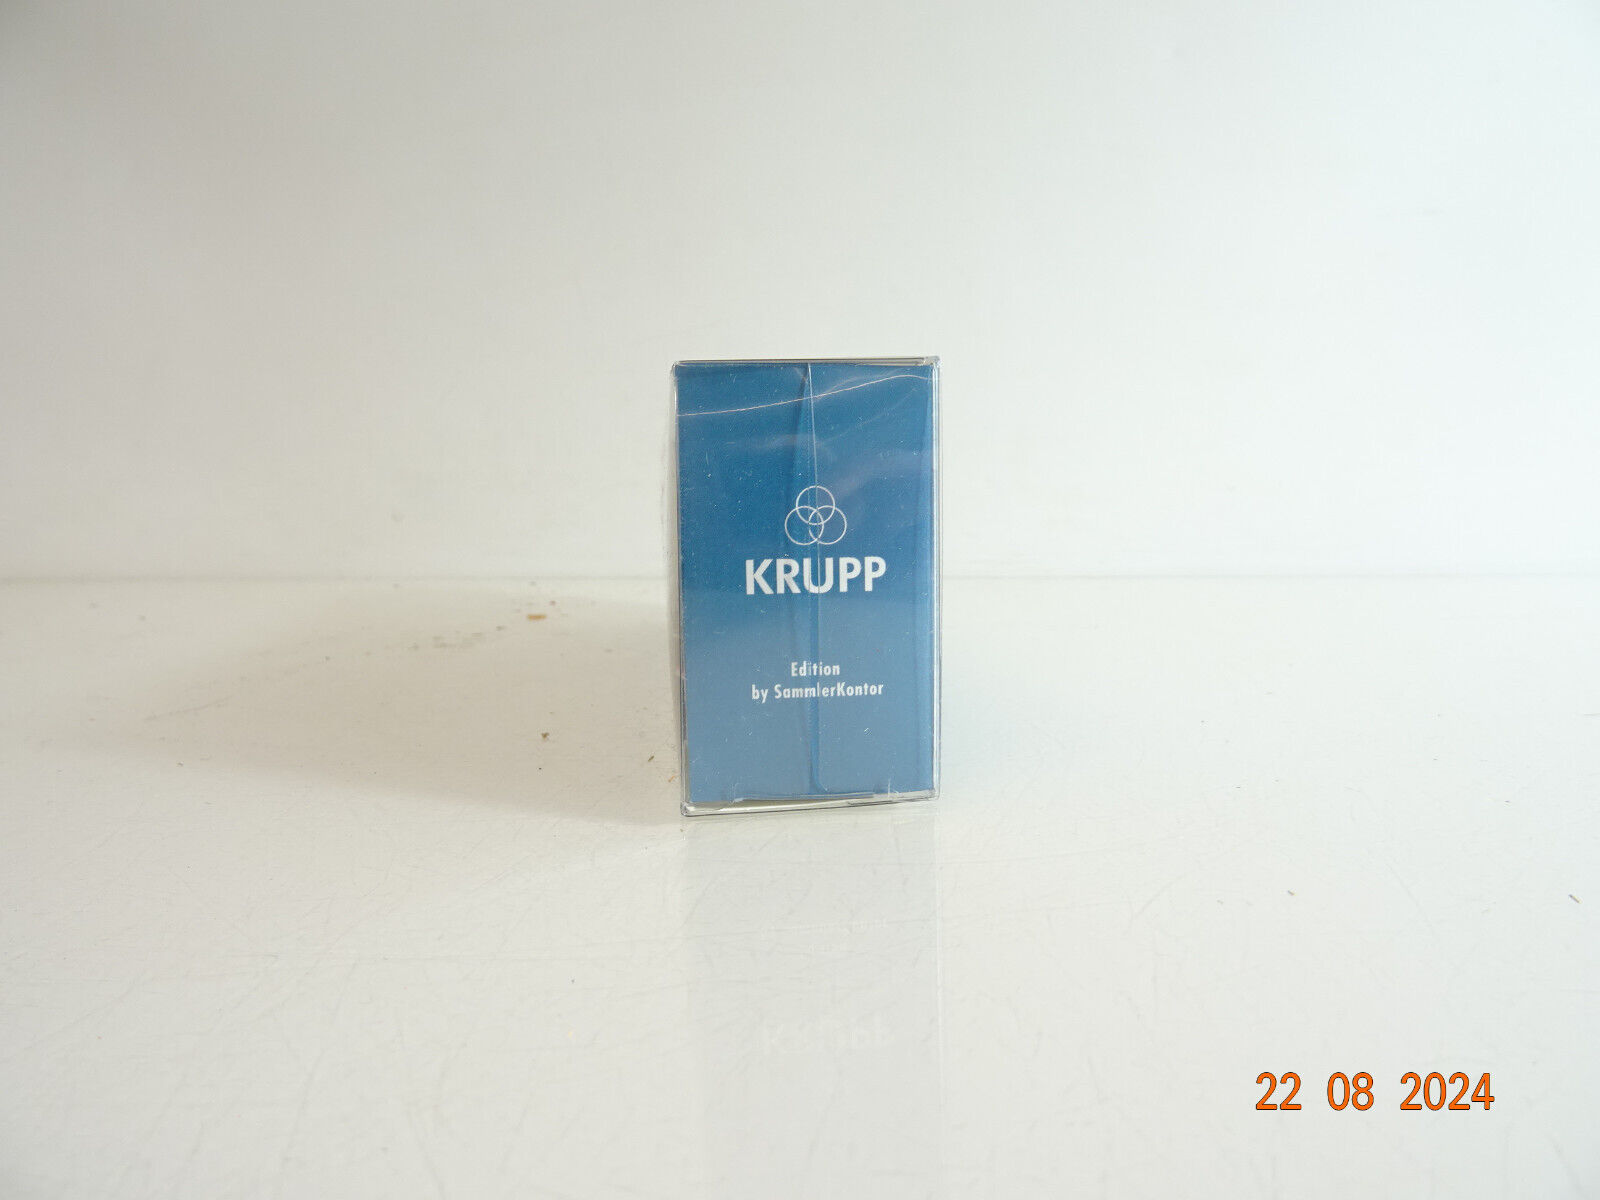 KRUPP
Edition
by SammlerKontor
22 08 2024